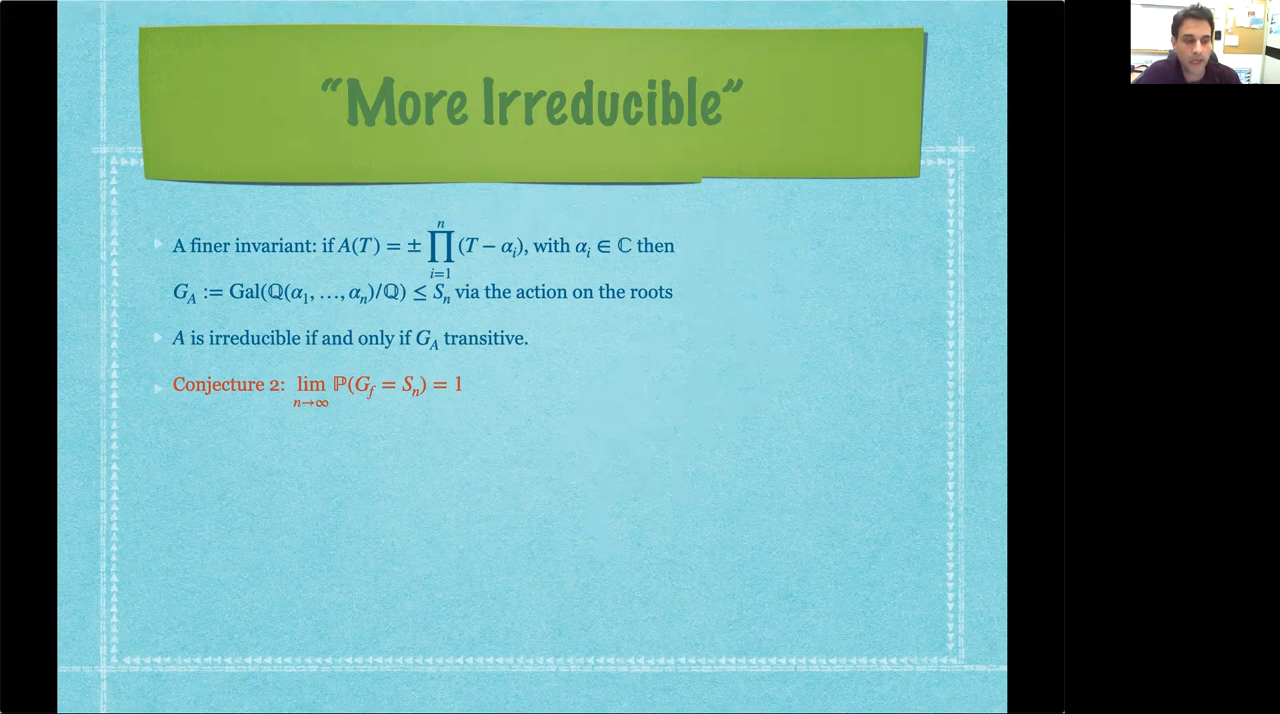 “More Irreducible”
A finer invariant: if A(T) = ± ∏_{i=1}^{n} (T − α_i), with α_i ∈ ℂ then
G_A := Gal(ℚ(α_1, …, α_n)/ℚ) ≤ S_n via the action on the roots
A is irreducible if and only if G_A transitive.
Conjecture 2: lim_{n→∞} ℙ(G_f = S_n) = 1